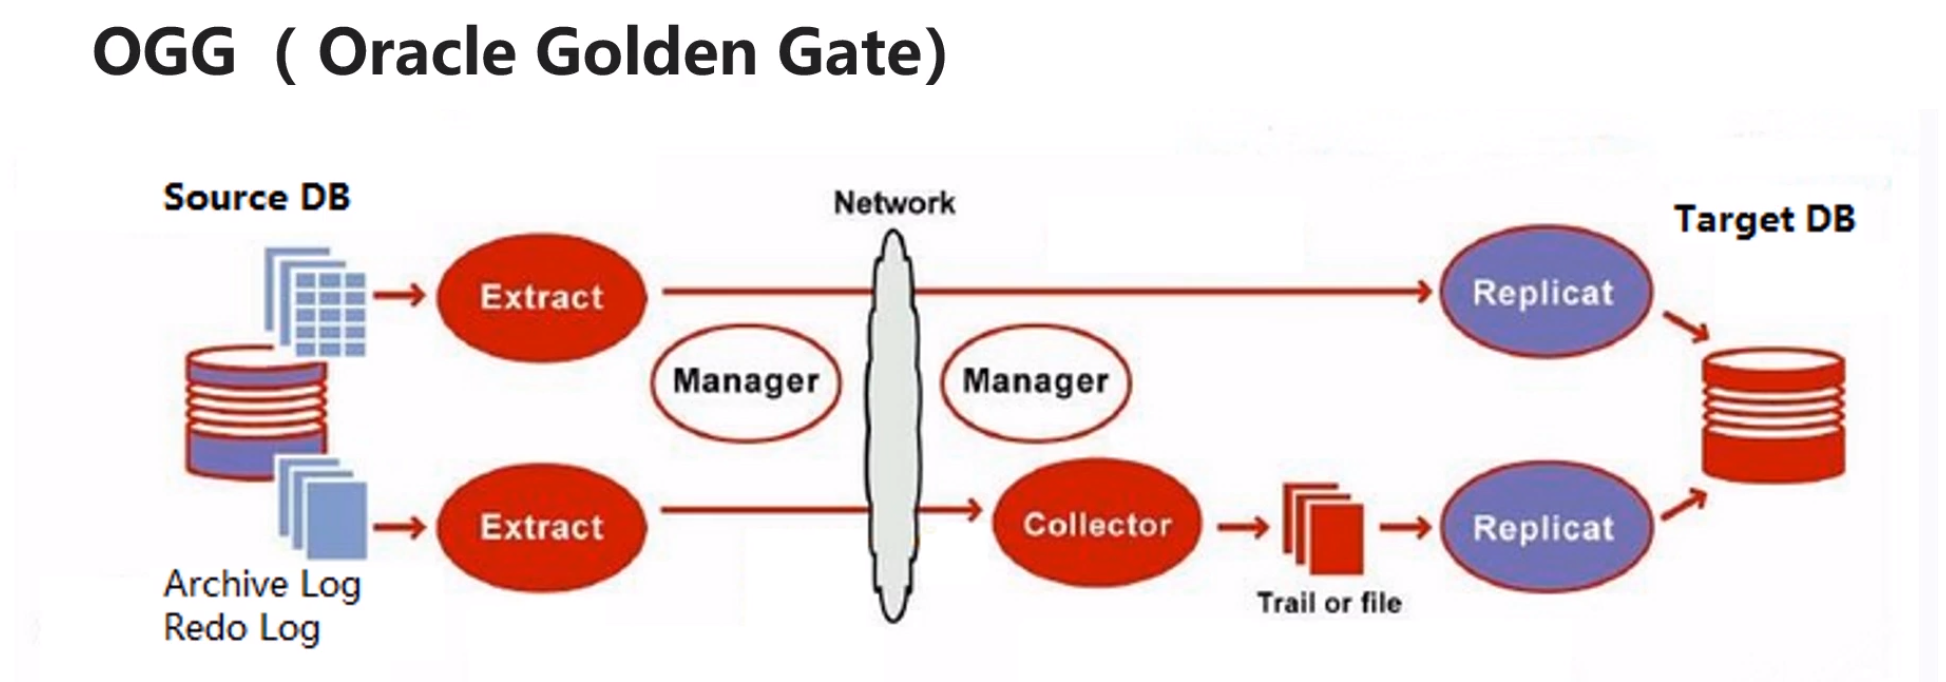 OGG （ Oracle Golden Gate)
Source DB
Network
Target DB
Extract
Replicat
Manager
Manager
Extract
Collector
Replicat
Archive Log
Redo Log
Trail or file